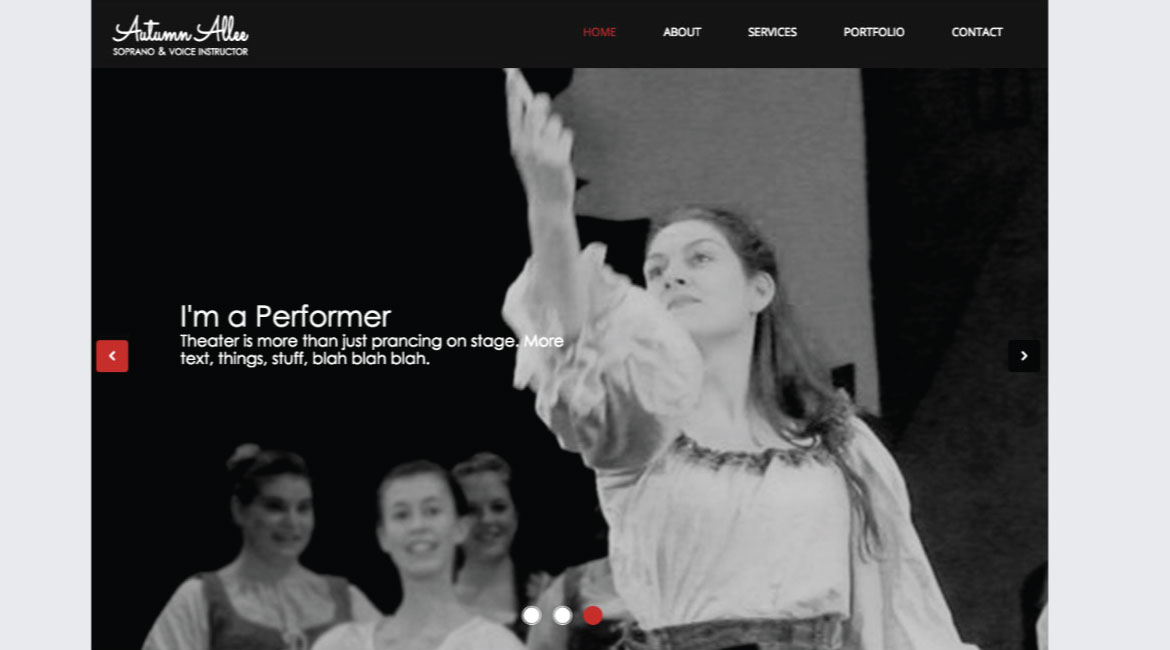 Autumn Allee
SOPRANO & VOICE INSTRUCTOR
HOME ABOUT SERVICES PORTFOLIO CONTACT
I'm a Performer
Theater is more than just prancing on stage. More
text, things, stuff, blah blah blah.